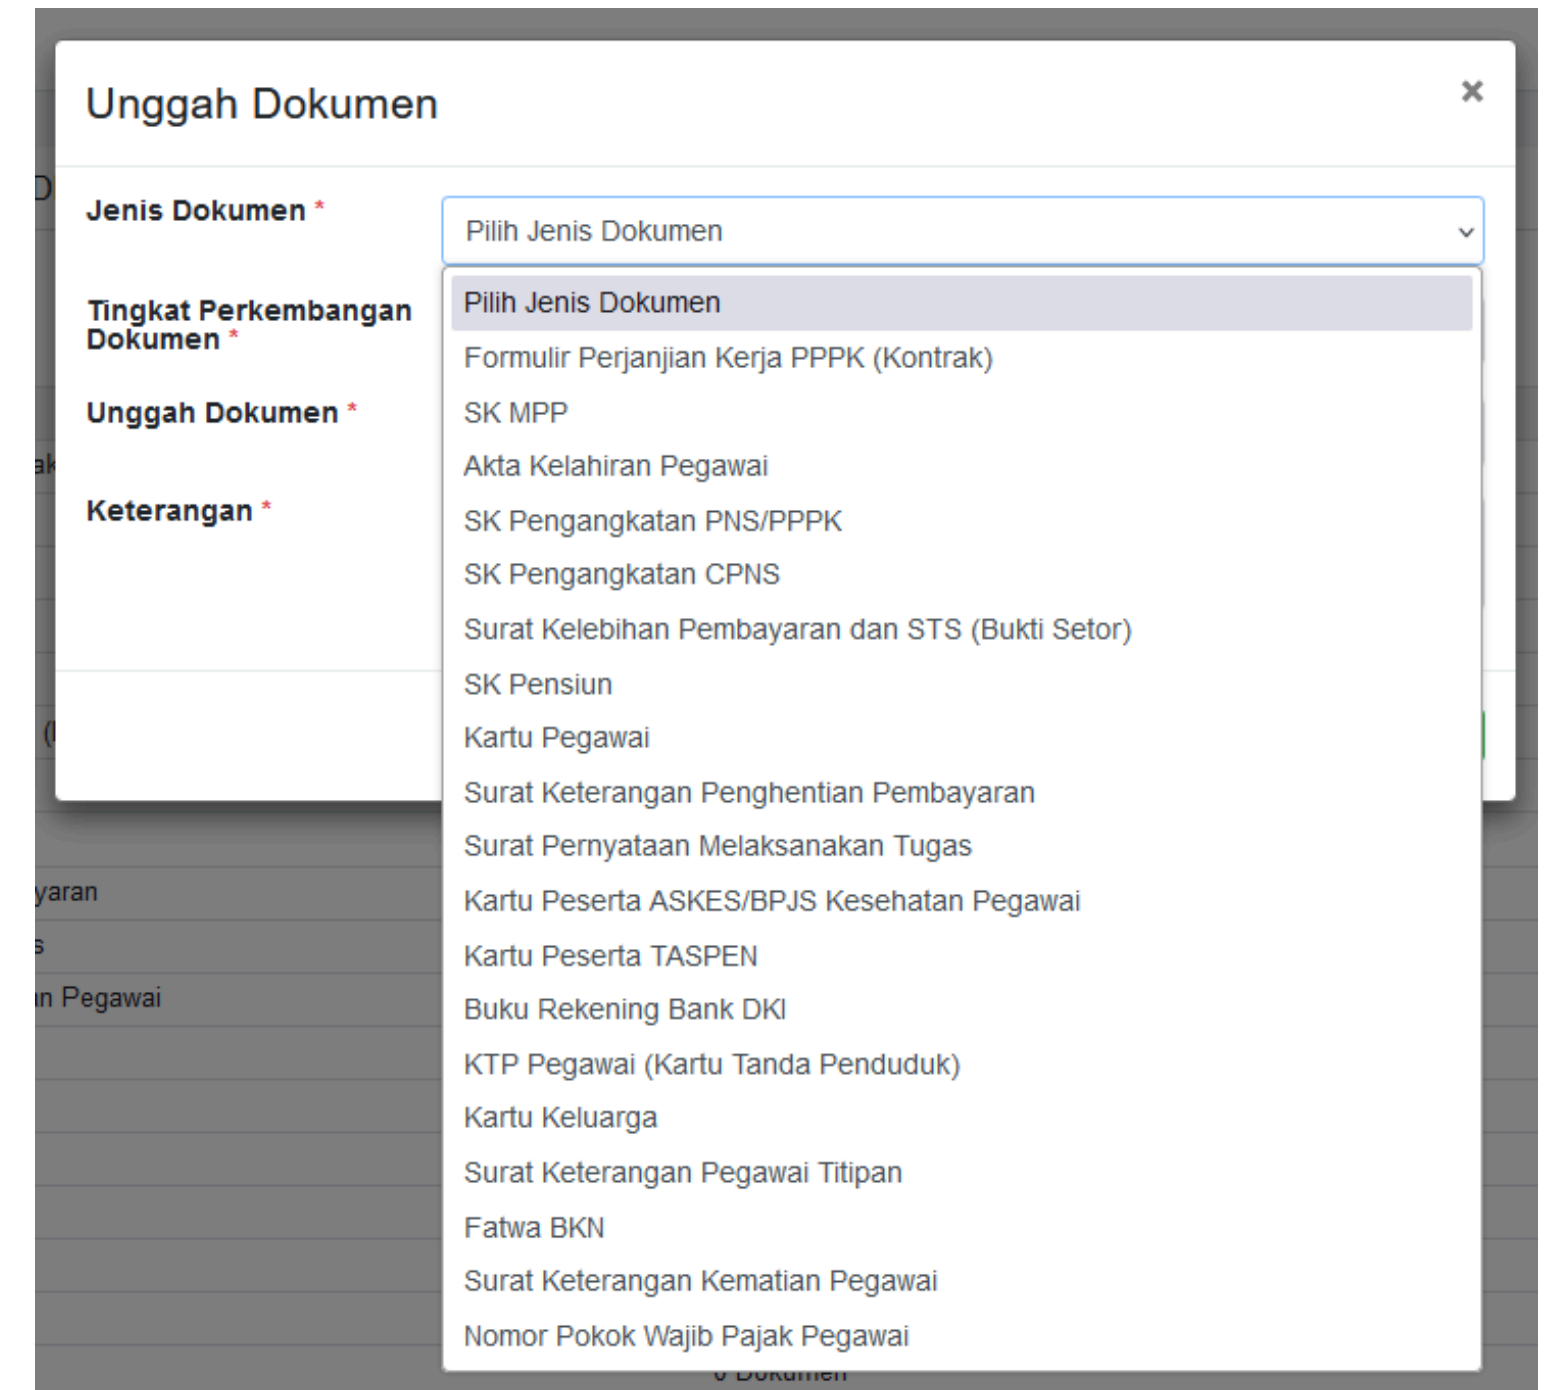 Unggah Dokumen
×
Jenis Dokumen *
Pilih Jenis Dokumen
Tingkat Perkembangan
Dokumen *
Unggah Dokumen *
Keterangan *
Pilih Jenis Dokumen
Formulir Perjanjian Kerja PPPK (Kontrak)
SK MPP
Akta Kelahiran Pegawai
SK Pengangkatan PNS/PPPK
SK Pengangkatan CPNS
Surat Kelebihan Pembayaran dan STS (Bukti Setor)
SK Pensiun
Kartu Pegawai
Surat Keterangan Penghentian Pembayaran
Surat Pernyataan Melaksanakan Tugas
Kartu Peserta ASKES/BPJS Kesehatan Pegawai
Kartu Peserta TASPEN
Buku Rekening Bank DKI
KTP Pegawai (Kartu Tanda Penduduk)
Kartu Keluarga
Surat Keterangan Pegawai Titipan
Fatwa BKN
Surat Keterangan Kematian Pegawai
Nomor Pokok Wajib Pajak Pegawai
yaran
s
Pegawai
Dokumen